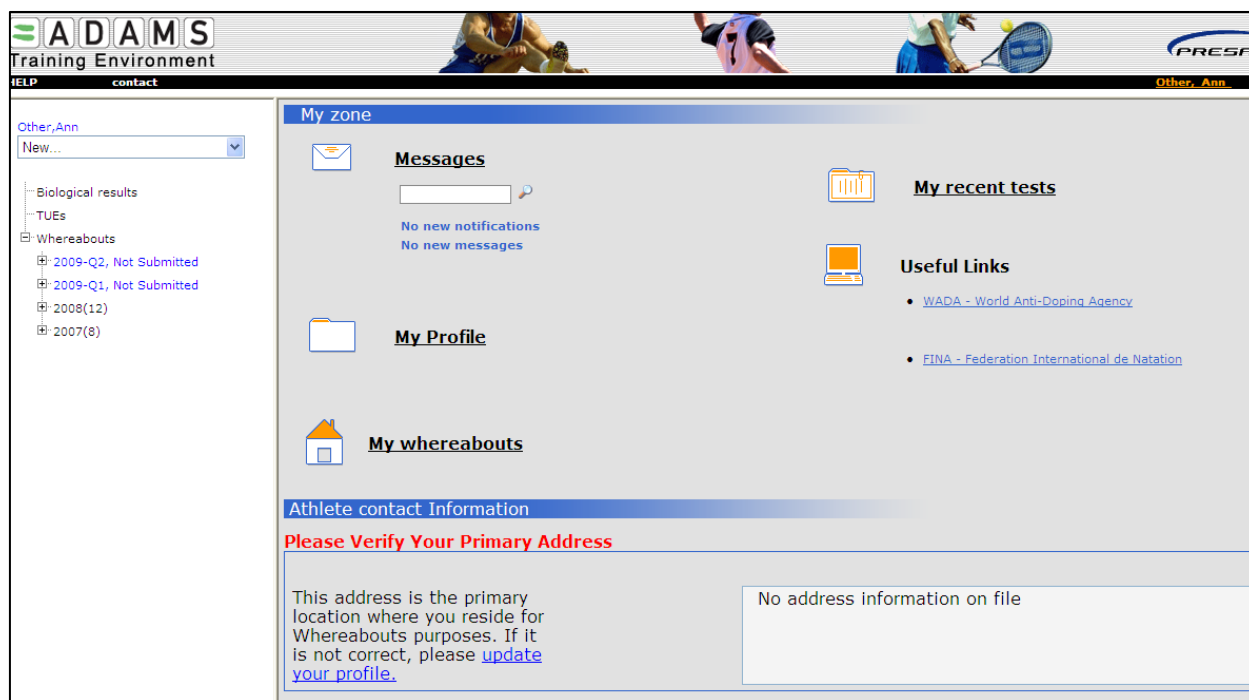 ADAMS
Training Environment
HELP contact Other, Ann
Other,Ann
New...
Biological results
TUEs
Whereabouts
2009-Q2, Not Submitted
2009-Q1, Not Submitted
2008(12)
2007(8)
My zone
Messages
No new notifications
No new messages
My Profile
My whereabouts
My recent tests
Useful Links
WADA - World Anti-Doping Agency
FINA - Federation International de Natation
Athlete contact Information
Please Verify Your Primary Address
This address is the primary
location where you reside for
Whereabouts purposes. If it
is not correct, please update
your profile.
No address information on file
7